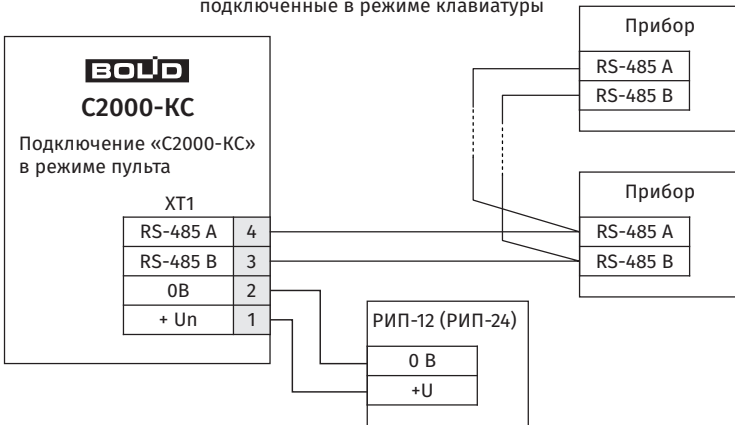 подключенные в режиме клавиатуры
BOLID
С2000-КС
Подключение «С2000-КС»
в режиме пульта
XT1
RS-485 A 4
RS-485 B 3
0В 2
+ Un 1
РИП-12 (РИП-24)
0 В
+U
Прибор
RS-485 A
RS-485 B
Прибор
RS-485 A
RS-485 B